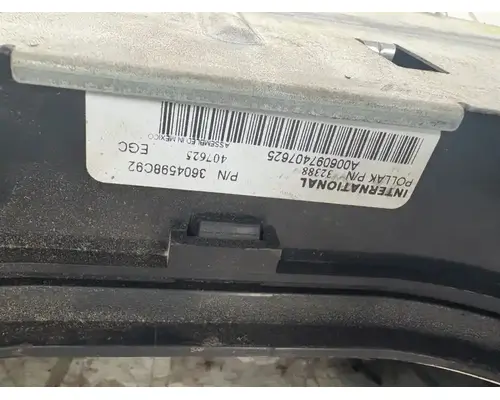 INTERNATIONAL
POLLAK P/N 32388
A006097407625
ASSEMBLED IN MEXICO
P/N 3604598C92
407625
EGC